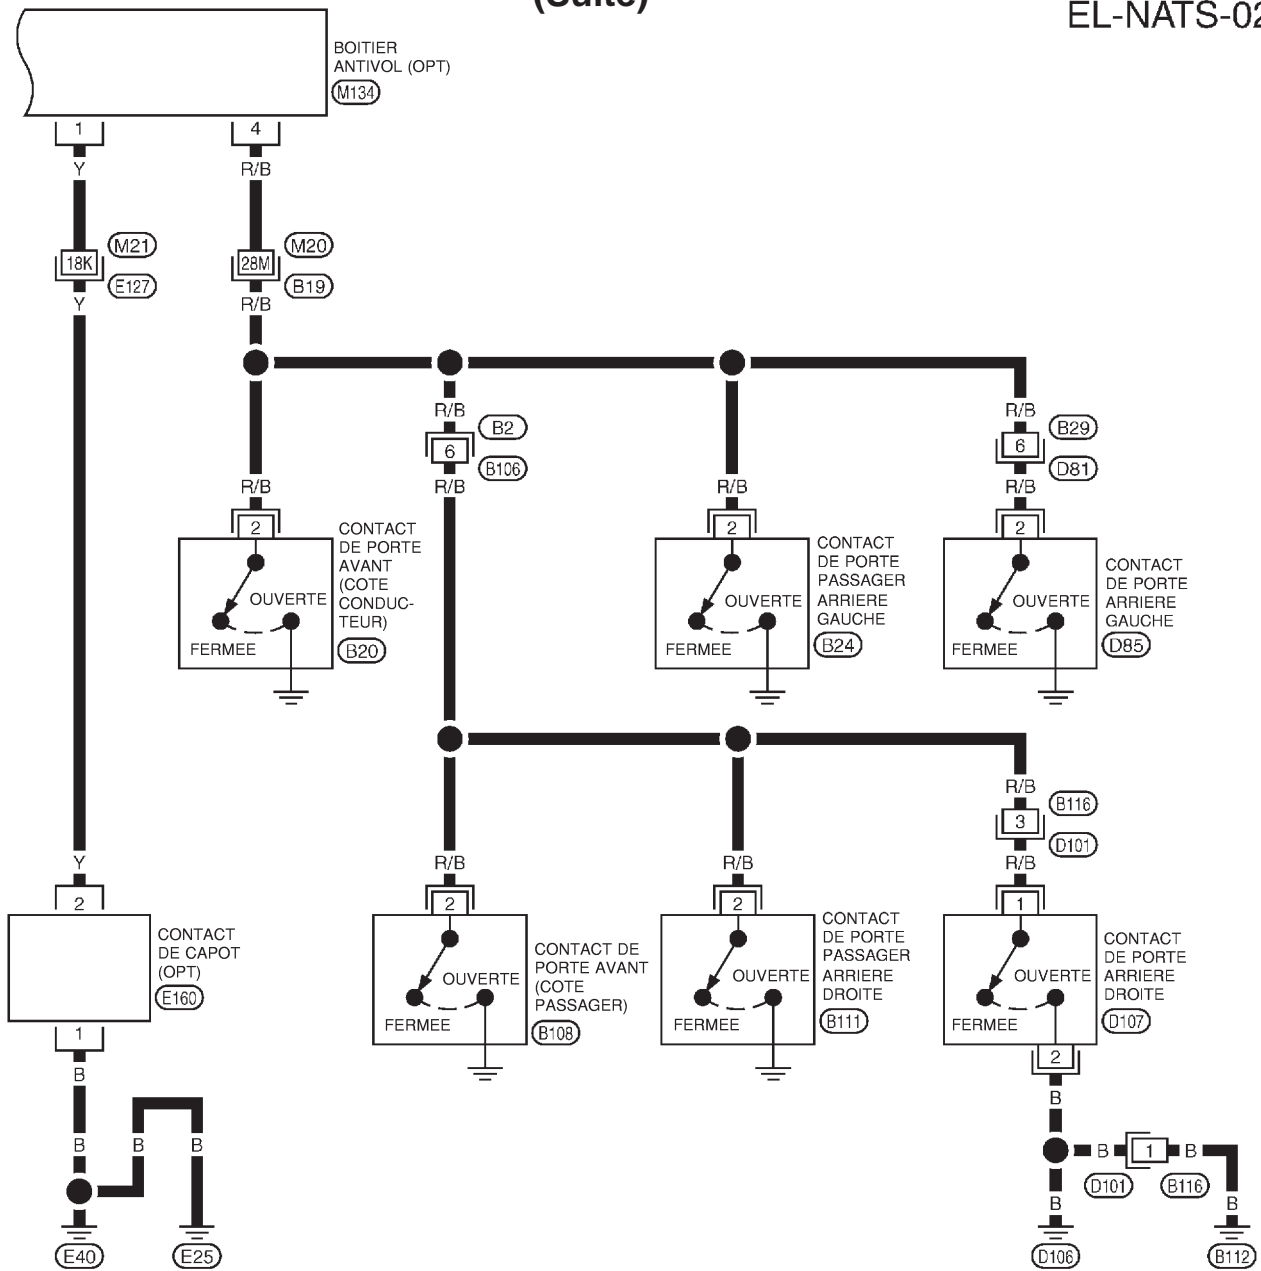 (Suite)
EL-NATS-02
BOITIER
ANTIVOL (OPT)
M134
1
4
Y
R/B
M21
M20
18K
28M
E127
B19
Y
R/B
R/B
R/B
B2
B29
6
6
B106
D81
R/B
R/B
R/B
R/B
2
2
2
CONTACT
DE PORTE
AVANT
(COTE
CONDUC-
TEUR)
B20
OUVERTE
FERMEE
CONTACT
DE PORTE
PASSAGER
ARRIERE
GAUCHE
B24
OUVERTE
FERMEE
CONTACT
DE PORTE
ARRIERE
GAUCHE
D85
OUVERTE
FERMEE
R/B
B116
3
D101
Y
R/B
R/B
R/B
2
2
2
1
CONTACT
DE CAPOT
(OPT)
E160
CONTACT DE
PORTE AVANT
(COTE
PASSAGER)
B108
OUVERTE
FERMEE
CONTACT
DE PORTE
PASSAGER
ARRIERE
DROITE
B111
OUVERTE
FERMEE
CONTACT
DE PORTE
ARRIERE
DROITE
D107
OUVERTE
FERMEE
1
2
B
B
B
B
B
B
1
B
D101
B116
B
B
E40
E25
D106
B112